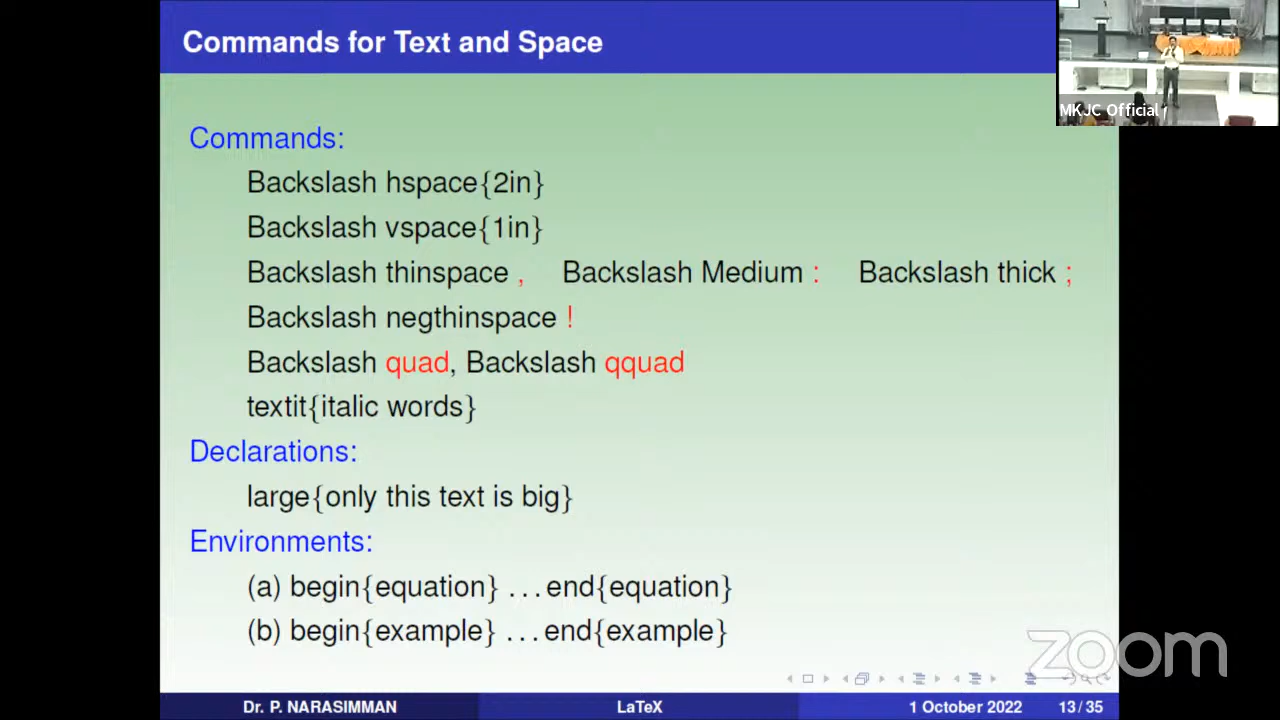 Commands for Text and Space
MKJC Official
Commands:
Backslash hspace{2in}
Backslash vspace{1in}
Backslash thinspace , Backslash Medium : Backslash thick ;
Backslash negthinspace !
Backslash quad, Backslash qquad
textit{italic words}
Declarations:
large{only this text is big}
Environments:
(a) begin{equation} ...end{equation}
(b) begin{example} ...end{example}
zoom
Dr. P. NARASIMMAN LaTeX 1 October 2022 13 / 35